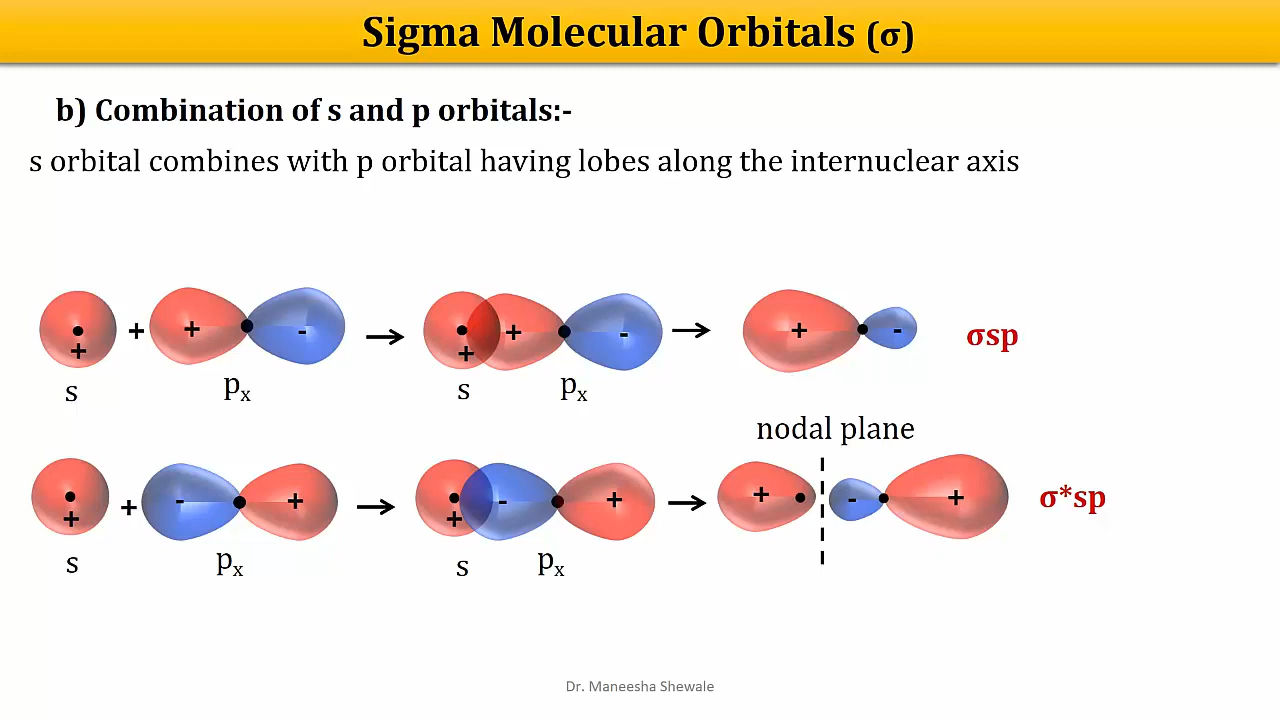 Sigma Molecular Orbitals (σ)
b) Combination of s and p orbitals:-
s orbital combines with p orbital having lobes along the internuclear axis
+ + + - + + - + - σsp
s pₓ s pₓ
nodal plane
+ + - + + - + + - + σ*sp
s pₓ s pₓ
Dr. Maneesha Shewale